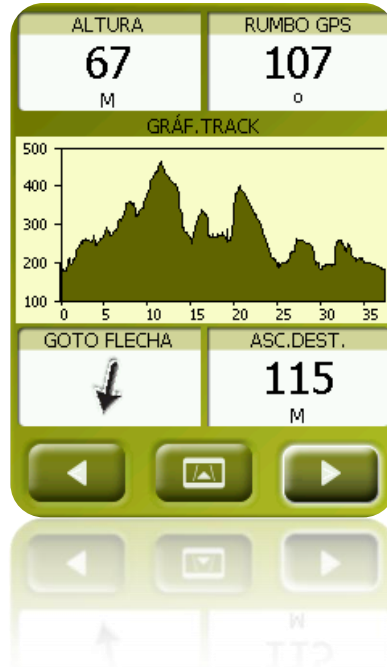 ALTURA
67
M
RUMBO GPS
107
o
GRÁF.TRACK
500
400
300
200
100
0 5 10 15 20 25 30 35
GOTO FLECHA
ASC.DEST.
115
M